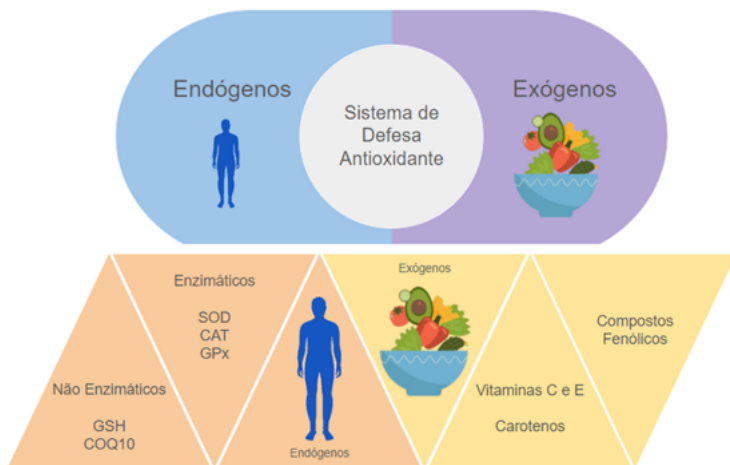 Endógenos
Sistema de
Defesa
Antioxidante
Exógenos
Enzimáticos
SOD
CAT
GPx
Não Enzimáticos
GSH
COQ10
Endógenos
Exógenos
Vitaminas C e E
Carotenos
Compostos
Fenólicos